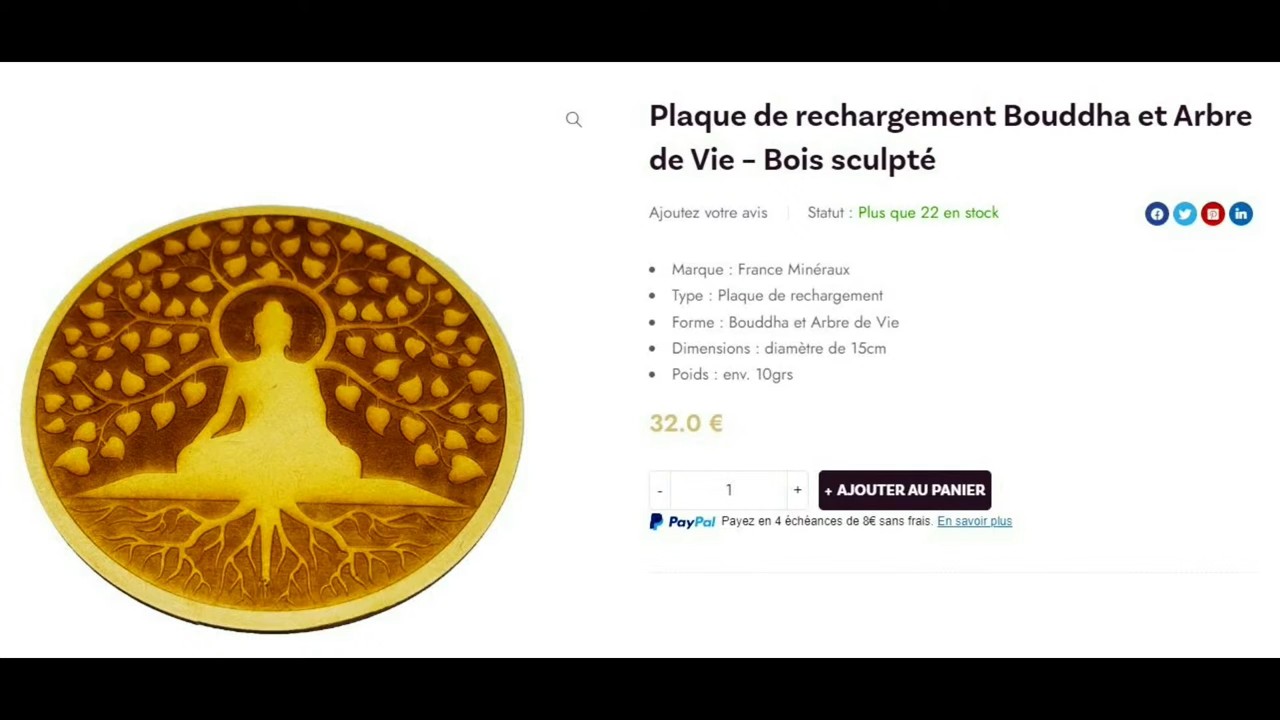 Plaque de rechargement Bouddha et Arbre
de Vie – Bois sculpté
Ajoutez votre avis
Statut : Plus que 22 en stock
Marque : France Minéraux
Type : Plaque de rechargement
Forme : Bouddha et Arbre de Vie
Dimensions : diamètre de 15cm
Poids : env. 10grs
32.0 €
- 1 +
+ AJOUTER AU PANIER
PayPal Payez en 4 échéances de 8€ sans frais. En savoir plus